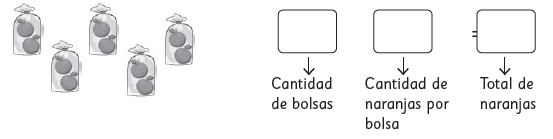 =
Cantidad
de bolsas
Cantidad de
naranjas por
bolsa
Total de
naranjas